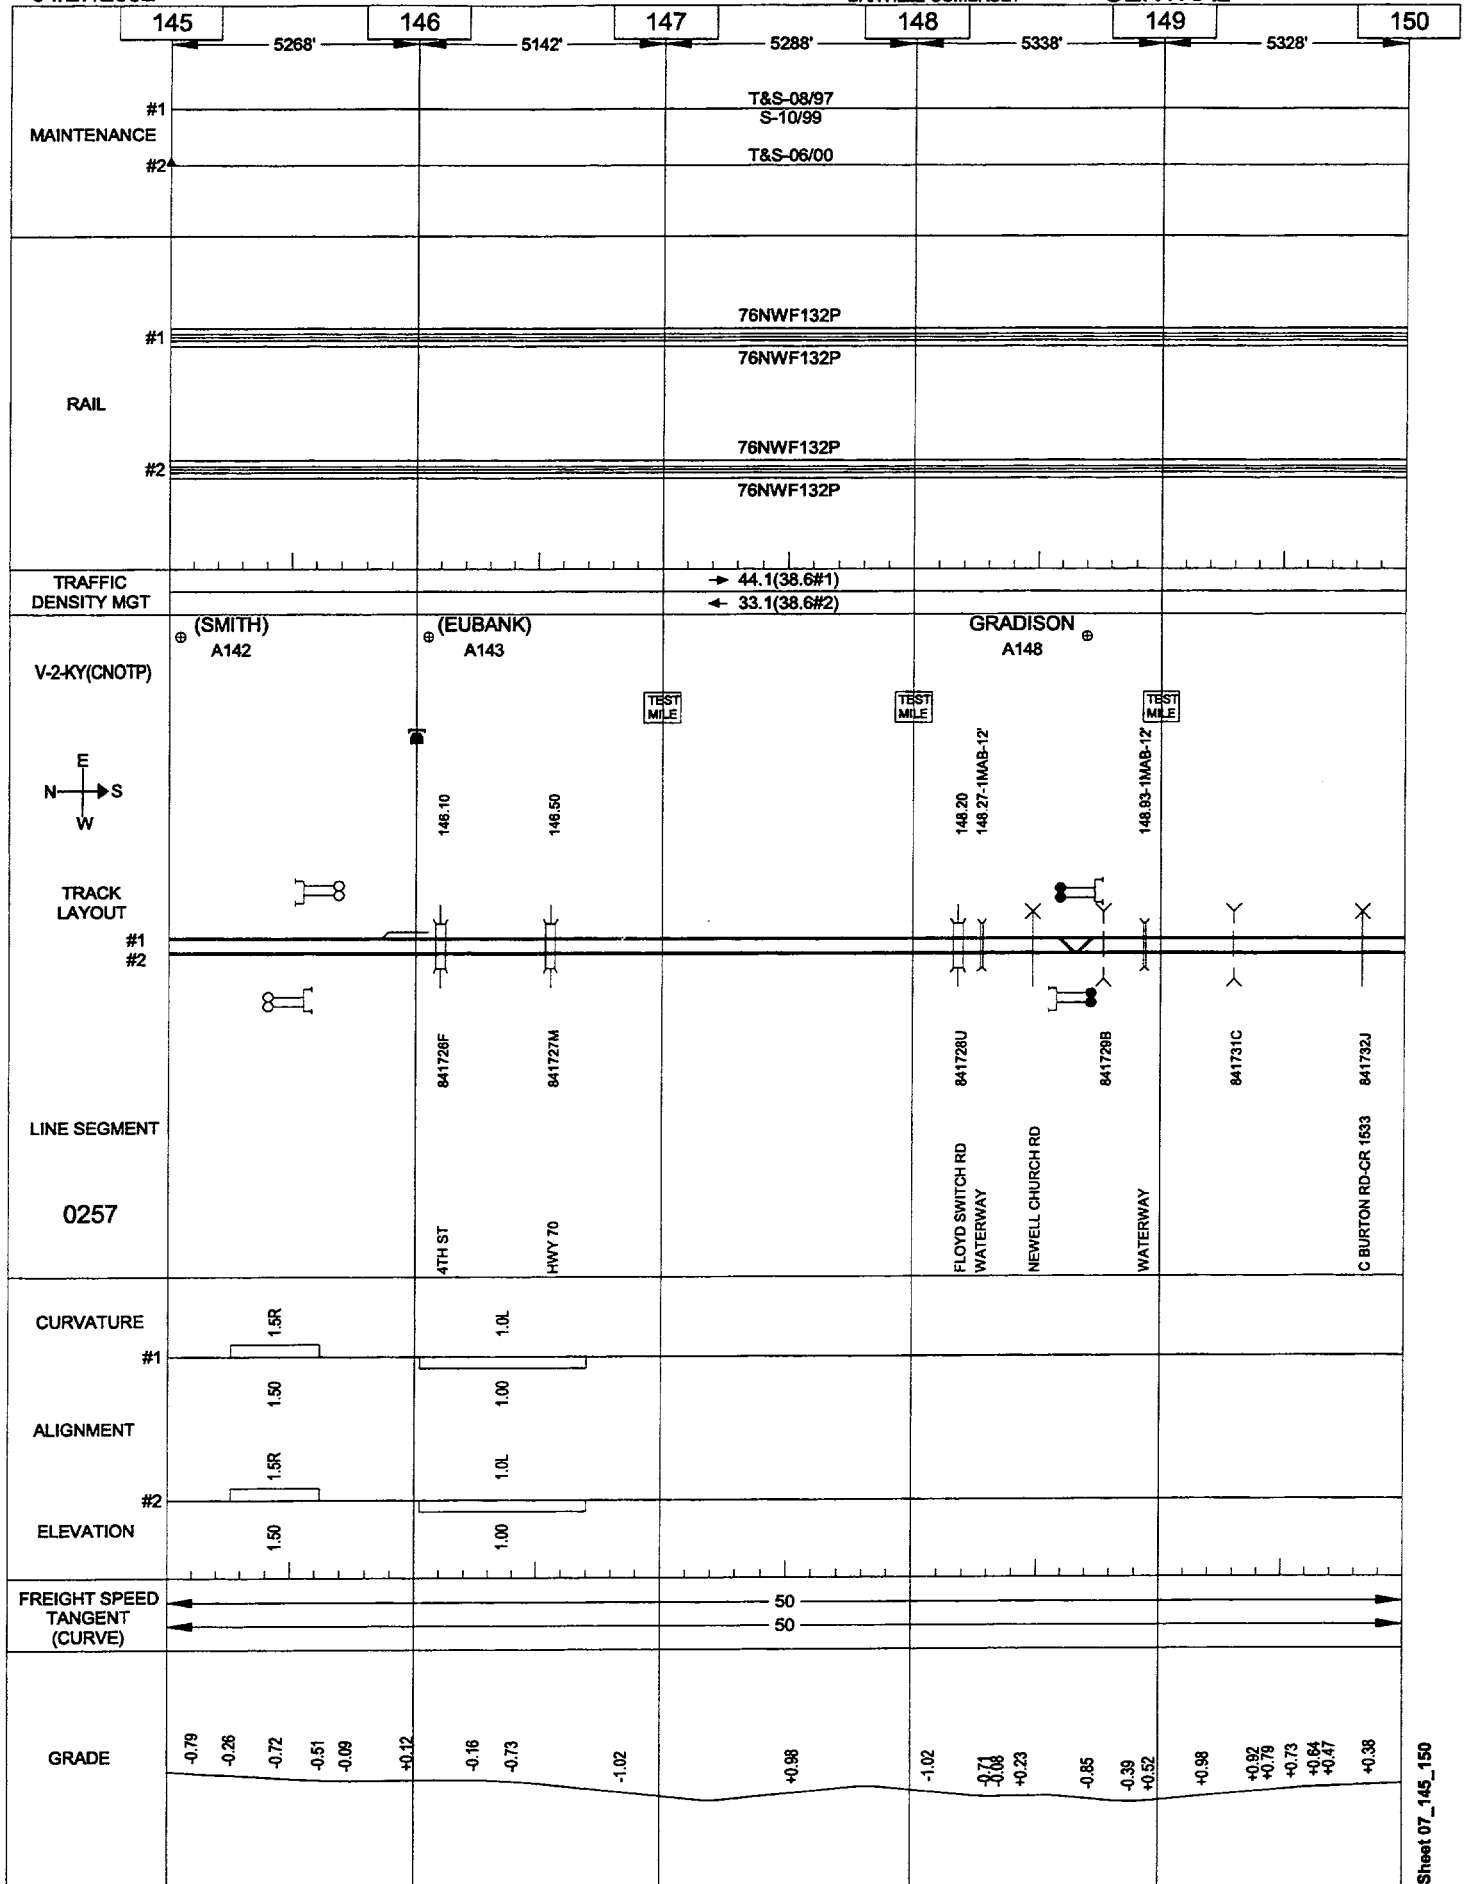 145 146 147 148 149 150
5268' 5142' 5288' 5338' 5328'
MAINTENANCE
#1
T&S-08/97
S-10/99
#2
T&S-06/00
RAIL
#1
76NWF132P
76NWF132P
#2
76NWF132P
76NWF132P
TRAFFIC
DENSITY MGT
→ 44.1(38.6#1)
← 33.1(38.6#2)
(SMITH)
A142
(EUBANK)
A143
GRADISON
A148
V-2-KY(CNOTP)
TEST
MILE
TEST
MILE
TEST
MILE
E
N S
W
146.10
146.50
148.20
148.27-1MAB-12'
148.93-1MAB-12'
TRACK
LAYOUT
#1
#2
841726F
841727M
841728U
841729B
841731C
841732J
LINE SEGMENT
0257
4TH ST
HWY 70
FLOYD SWITCH RD
WATERWAY
NEWELL CHURCH RD
WATERWAY
C BURTON RD-CR 1533
CURVATURE
1.5R
1.0L
#1
1.50
1.00
ALIGNMENT
1.5R
1.0L
#2
ELEVATION
1.50
1.00
FREIGHT SPEED
TANGENT
(CURVE)
50
50
GRADE
-0.79
-0.26
-0.72
-0.51
-0.09
+0.12
-0.16
-0.73
-1.02
+0.98
-1.02
-0.71
-0.08
+0.23
-0.85
-0.39
+0.52
+0.98
+0.92
+0.79
+0.73
+0.64
+0.47
+0.38
Sheet 07_145_150